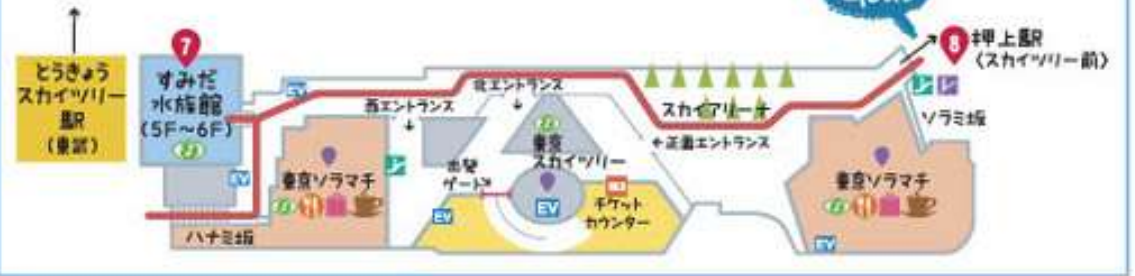 とうきょう
スカイツリー
駅
(東武)
7
すみだ
水族館
(5F〜6F)
EV
西エントランス
北エントランス
スカイアリーナ
8 押上駅
(スカイツリー前)
ソラミ坂
←正面エントランス
東京
スカイツリー
出発
ゲート
EV
チケット
カウンター
EV
東京ソラマチ
EV
ハナミ坂
東京ソラマチ
EV